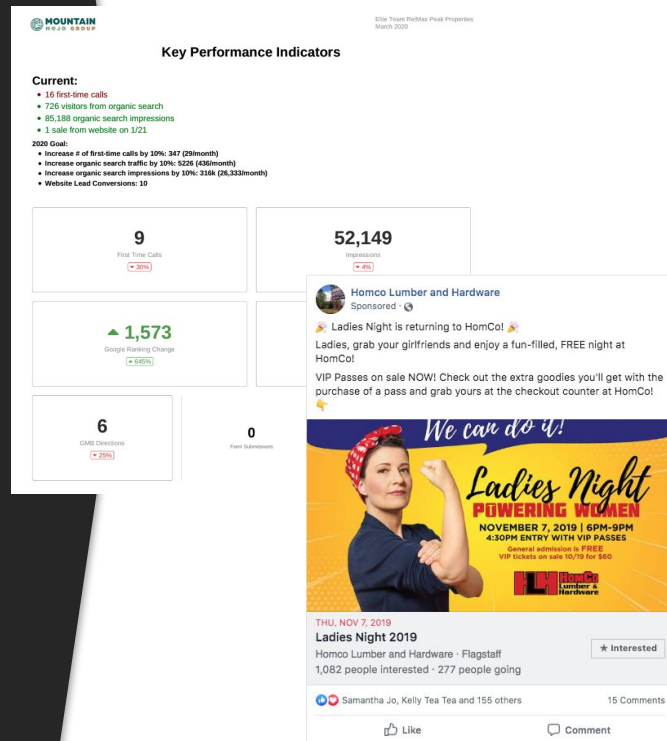 MOUNTAIN
MOJO GROUP
Elite Team Re/Max Peak Properties
March 2020
Key Performance Indicators
Current:
• 16 first-time calls
• 726 visitors from organic search
• 85,188 organic search impressions
• 1 sale from website on 1/21
2020 Goal:
• Increase # of first-time calls by 10%: 347 (29/month)
• Increase organic search traffic by 10%: 5226 (436/month)
• Increase organic search impressions by 10%: 316k (26,333/month)
• Website Lead Conversions: 10
9
First Time Calls
▼ 30%
52,149
Impressions
▼ 4%
▲ 1,573
Google Ranking Change
▲ 645%
6
GMB Directions
▼ 25%
0
Form Submissions
Homco Lumber and Hardware
Sponsored ·
🎉 Ladies Night is returning to HomCo! 🎉
Ladies, grab your girlfriends and enjoy a fun-filled, FREE night at
HomCo!
VIP Passes on sale NOW! Check out the extra goodies you'll get with the
purchase of a pass and grab yours at the checkout counter at HomCo!
👇
We can do it!
Ladies Night
POWERING WOMEN
NOVEMBER 7, 2019 | 6PM-9PM
4:30PM ENTRY WITH VIP PASSES
General admission is FREE
VIP tickets on sale 10/19 for $60
HLH HomCo
Lumber &
Hardware
THU, NOV 7, 2019
Ladies Night 2019
Homco Lumber and Hardware · Flagstaff
1,082 people interested · 277 people going
★ Interested
Samantha Jo, Kelly Tea Tea and 155 others
15 Comments
Like
Comment